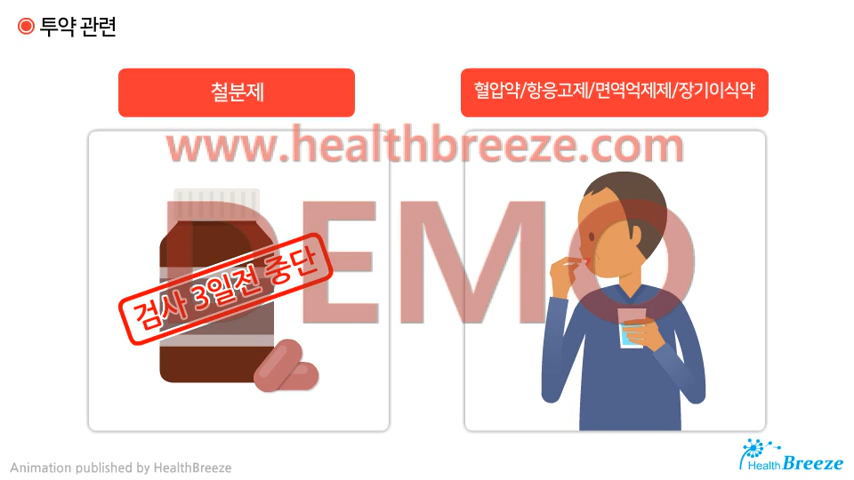 투약 관련
철분제
혈압약/항응고제/면역억제제/장기이식약
www.healthbreeze.com
DEMO
검사 3일전 중단
Animation published by HealthBreeze
Health Breeze